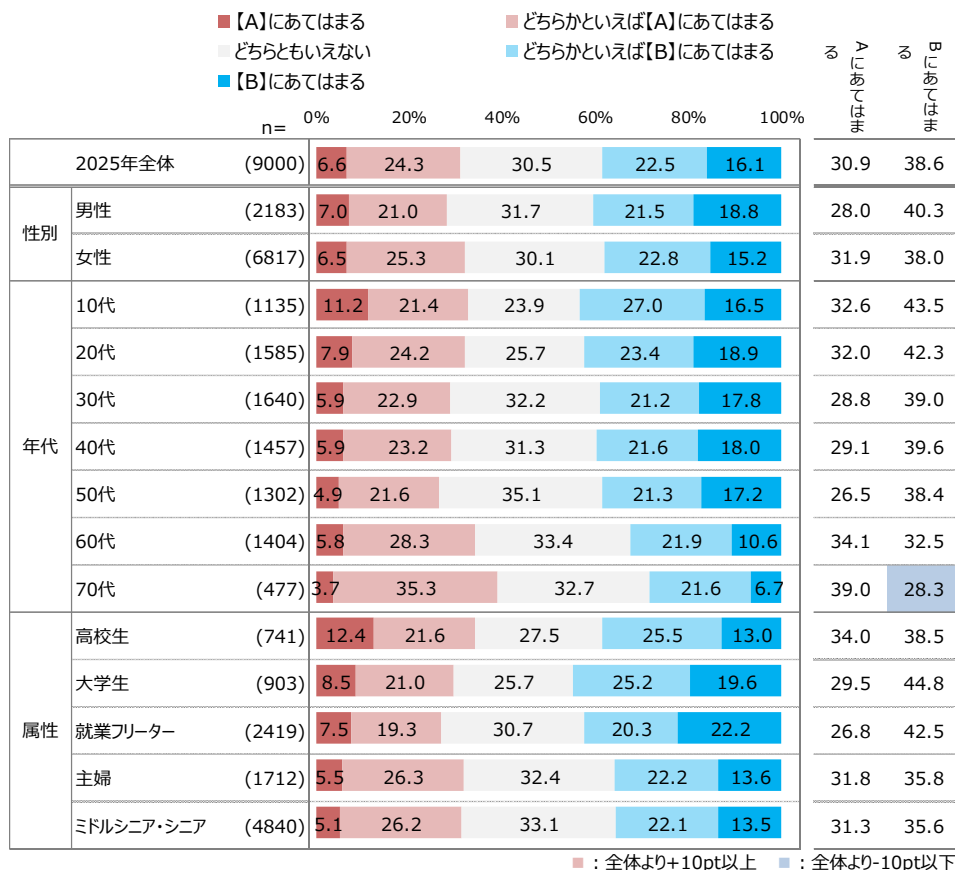 ■【A】にあてはまる ■どちらかといえば【A】にあてはまる
■どちらともいえない ■どちらかといえば【B】にあてはまる
■【B】にあてはまる
Aにあてはまる Bにあてはまる
n= 0% 20% 40% 60% 80% 100%
2025年全体 (9000) 6.6 24.3 30.5 22.5 16.1 30.9 38.6
性別
男性 (2183) 7.0 21.0 31.7 21.5 18.8 28.0 40.3
女性 (6817) 6.5 25.3 30.1 22.8 15.2 31.9 38.0
年代
10代 (1135) 11.2 21.4 23.9 27.0 16.5 32.6 43.5
20代 (1585) 7.9 24.2 25.7 23.4 18.9 32.0 42.3
30代 (1640) 5.9 22.9 32.2 21.2 17.8 28.8 39.0
40代 (1457) 5.9 23.2 31.3 21.6 18.0 29.1 39.6
50代 (1302) 4.9 21.6 35.1 21.3 17.2 26.5 38.4
60代 (1404) 5.8 28.3 33.4 21.9 10.6 34.1 32.5
70代 (477) 3.7 35.3 32.7 21.6 6.7 39.0 28.3
属性
高校生 (741) 12.4 21.6 27.5 25.5 13.0 34.0 38.5
大学生 (903) 8.5 21.0 25.7 25.2 19.6 29.5 44.8
就業フリーター (2419) 7.5 19.3 30.7 20.3 22.2 26.8 42.5
主婦 (1712) 5.5 26.3 32.4 22.2 13.6 31.8 35.8
ミドルシニア・シニア (4840) 5.1 26.2 33.1 22.1 13.5 31.3 35.6
■：全体より+10pt以上 ■：全体より-10pt以下